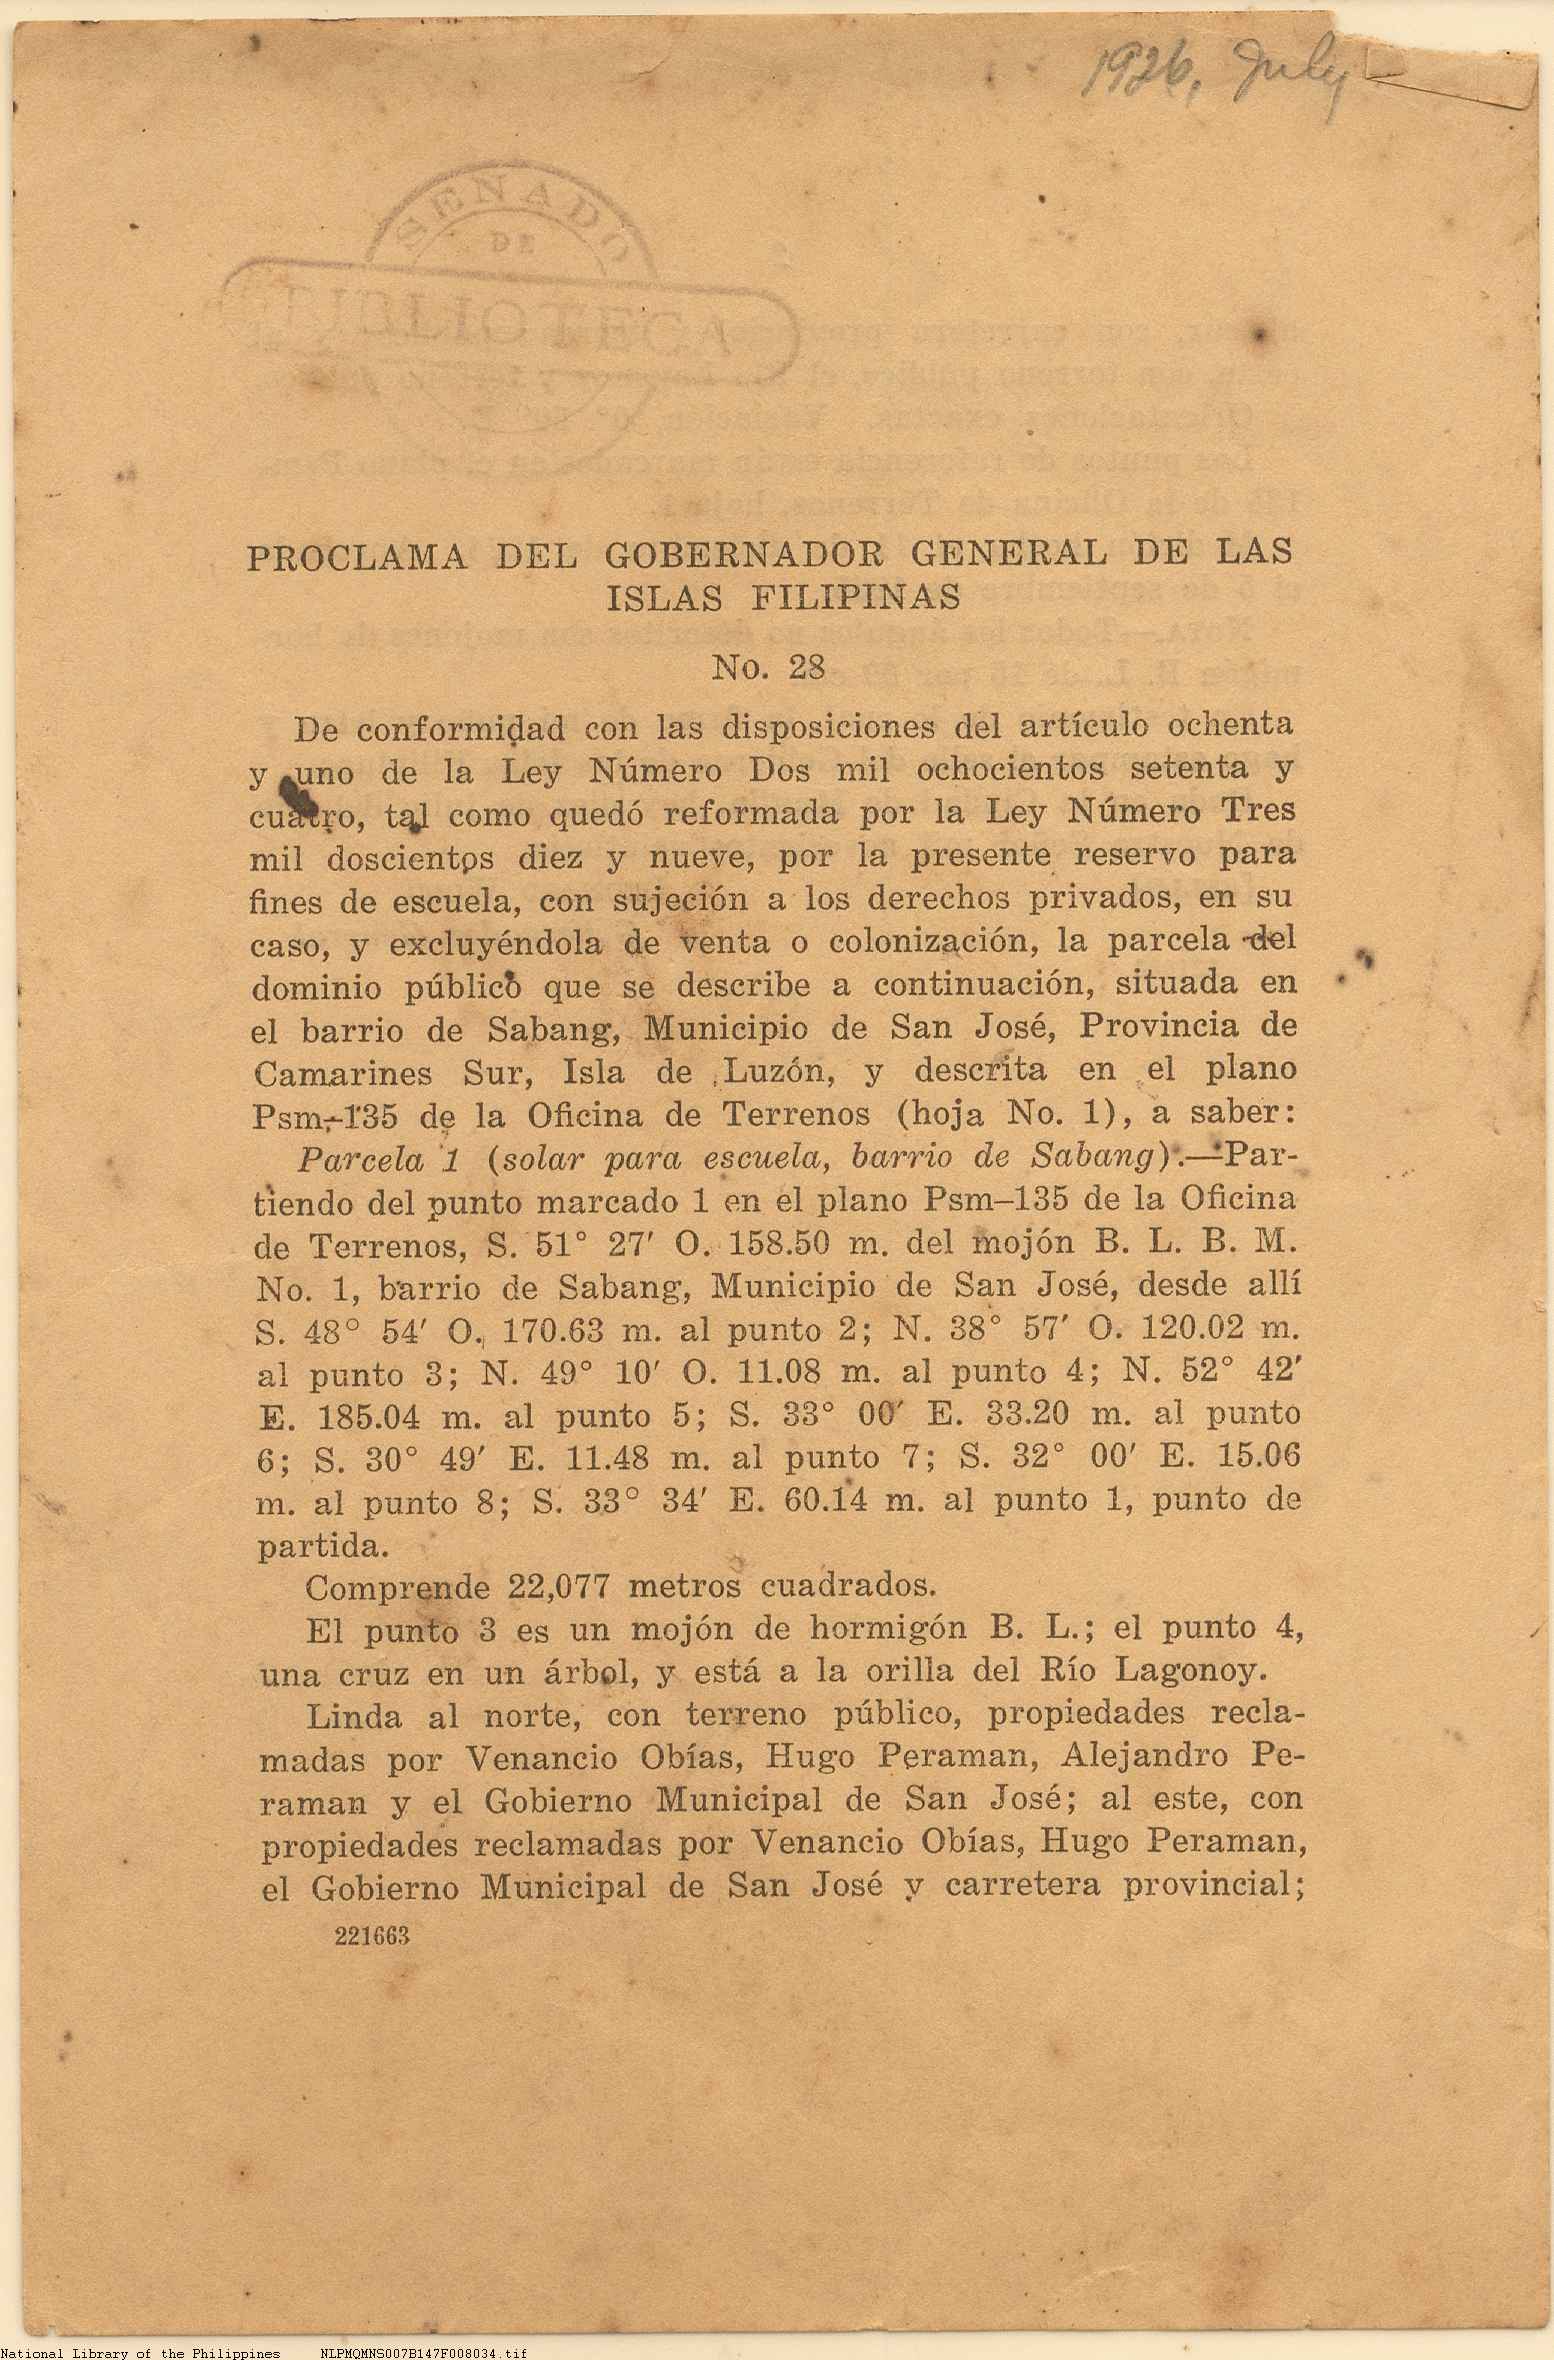 1926, July
SENADO
DE
BIBLIOTECA
PROCLAMA DEL GOBERNADOR GENERAL DE LAS
ISLAS FILIPINAS
No. 28
De conformidad con las disposiciones del artículo ochenta
y uno de la Ley Número Dos mil ochocientos setenta y
cuatro, tal como quedó reformada por la Ley Número Tres
mil doscientos diez y nueve, por la presente reservo para
fines de escuela, con sujeción a los derechos privados, en su
caso, y excluyéndola de venta o colonización, la parcela del
dominio público que se describe a continuación, situada en
el barrio de Sabang, Municipio de San José, Provincia de
Camarines Sur, Isla de Luzón, y descrita en el plano
Psm-135 de la Oficina de Terrenos (hoja No. 1), a saber:
Parcela 1 (solar para escuela, barrio de Sabang).—Par-
tiendo del punto marcado 1 en el plano Psm–135 de la Oficina
de Terrenos, S. 51° 27′ O. 158.50 m. del mojón B. L. B. M.
No. 1, barrio de Sabang, Municipio de San José, desde allí
S. 48° 54′ O. 170.63 m. al punto 2; N. 38° 57′ O. 120.02 m.
al punto 3; N. 49° 10′ O. 11.08 m. al punto 4; N. 52° 42′
E. 185.04 m. al punto 5; S. 33° 00′ E. 33.20 m. al punto
6; S. 30° 49′ E. 11.48 m. al punto 7; S. 32° 00′ E. 15.06
m. al punto 8; S. 33° 34′ E. 60.14 m. al punto 1, punto de
partida.
Comprende 22,077 metros cuadrados.
El punto 3 es un mojón de hormigón B. L.; el punto 4,
una cruz en un árbol, y está a la orilla del Río Lagonoy.
Linda al norte, con terreno público, propiedades recla-
madas por Venancio Obías, Hugo Peraman, Alejandro Pe-
raman y el Gobierno Municipal de San José; al este, con
propiedades reclamadas por Venancio Obías, Hugo Peraman,
el Gobierno Municipal de San José y carretera provincial;
221663
National Library of the Philippines NLPMQMNS007B147F008034.tif